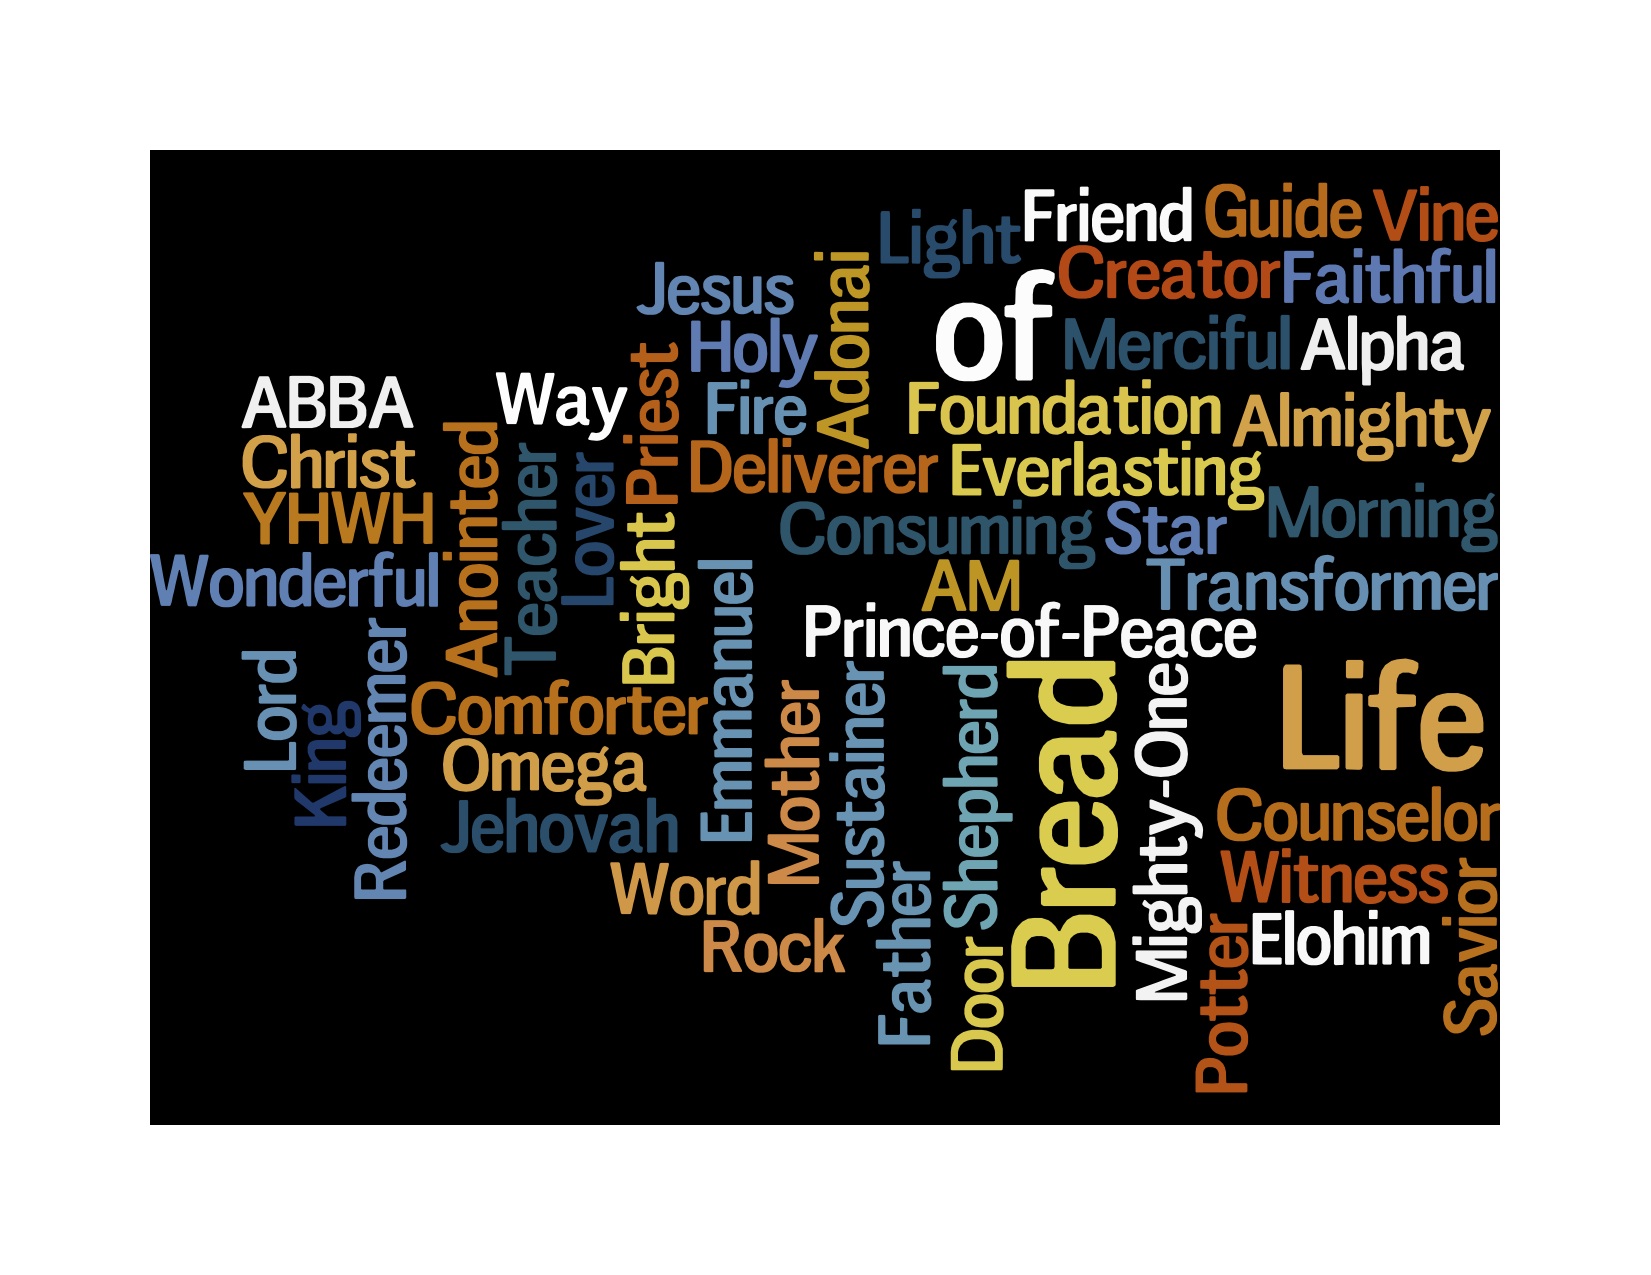 Friend
Guide
Vine
Light
Creator
Faithful
Jesus
Adonai
of
Holy
Merciful
Alpha
ABBA
Way
Priest
Fire
Foundation
Almighty
Christ
Anointed
Teacher
Lover
Deliverer
Everlasting
YHWH
Bright
Consuming
Star
Morning
Wonderful
Emmanuel
AM
Transformer
Prince-of-Peace
Lord
King
Redeemer
Comforter
Mother
Sustainer
Shepherd
Bread
Mighty-One
Life
Omega
Jehovah
Counselor
Word
Father
Witness
Savior
Rock
Door
Potter
Elohim